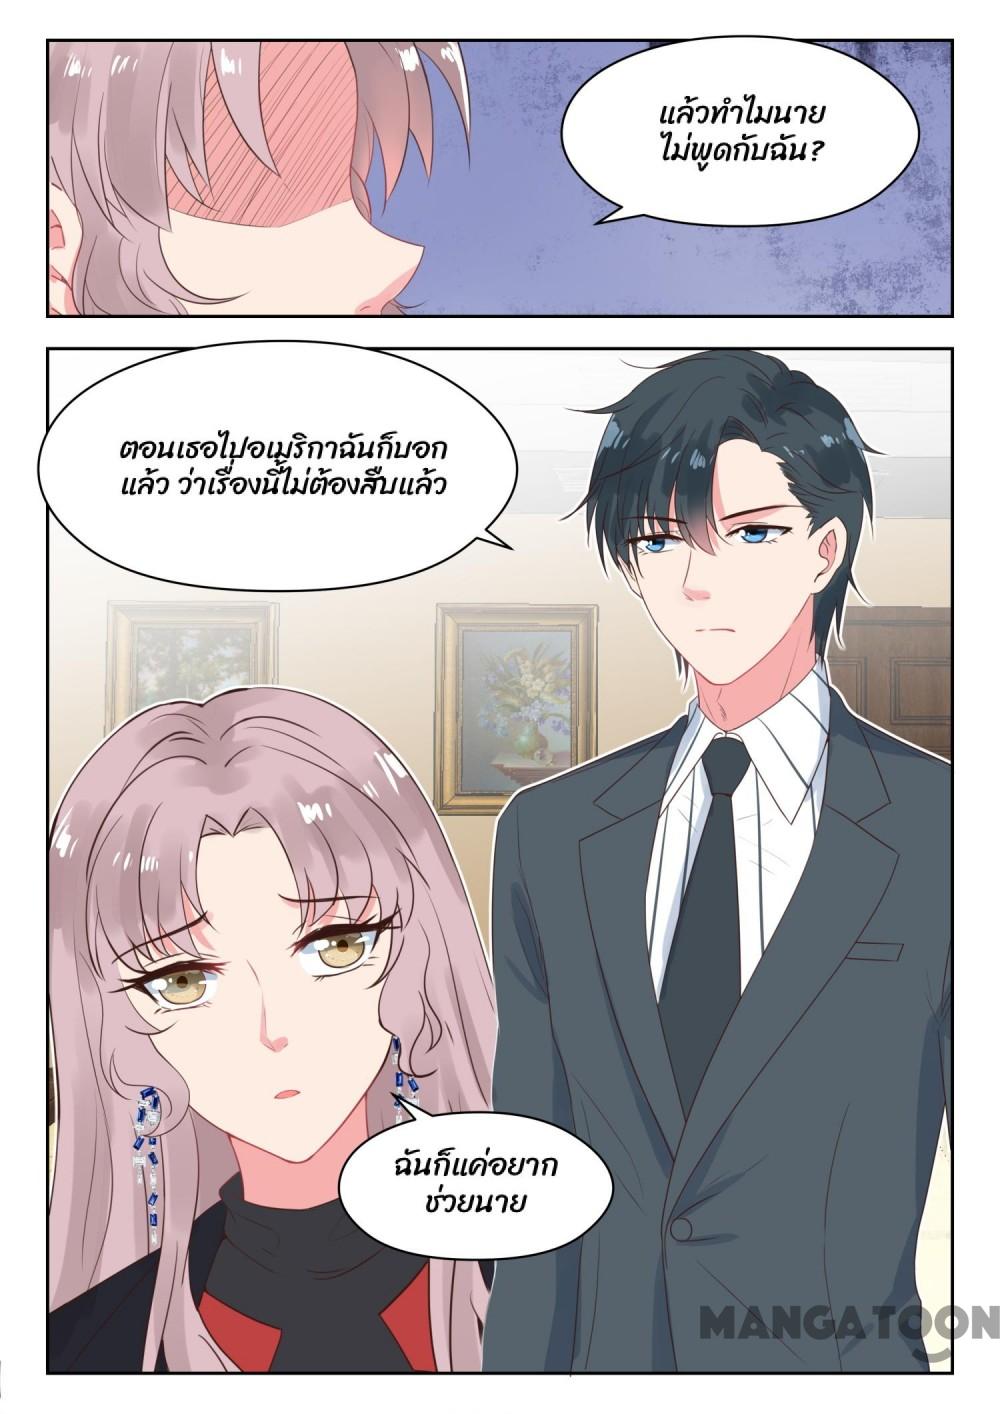 แล้วทำไมนาย
ไม่พูดกับฉัน?
ตอนเธอไปอเมริกาฉันก็บอก
แล้ว ว่าเรื่องนี้ไม่ต้องสืบแล้ว
ฉันก็แค่อยาก
ช่วยนาย
MANGATOON